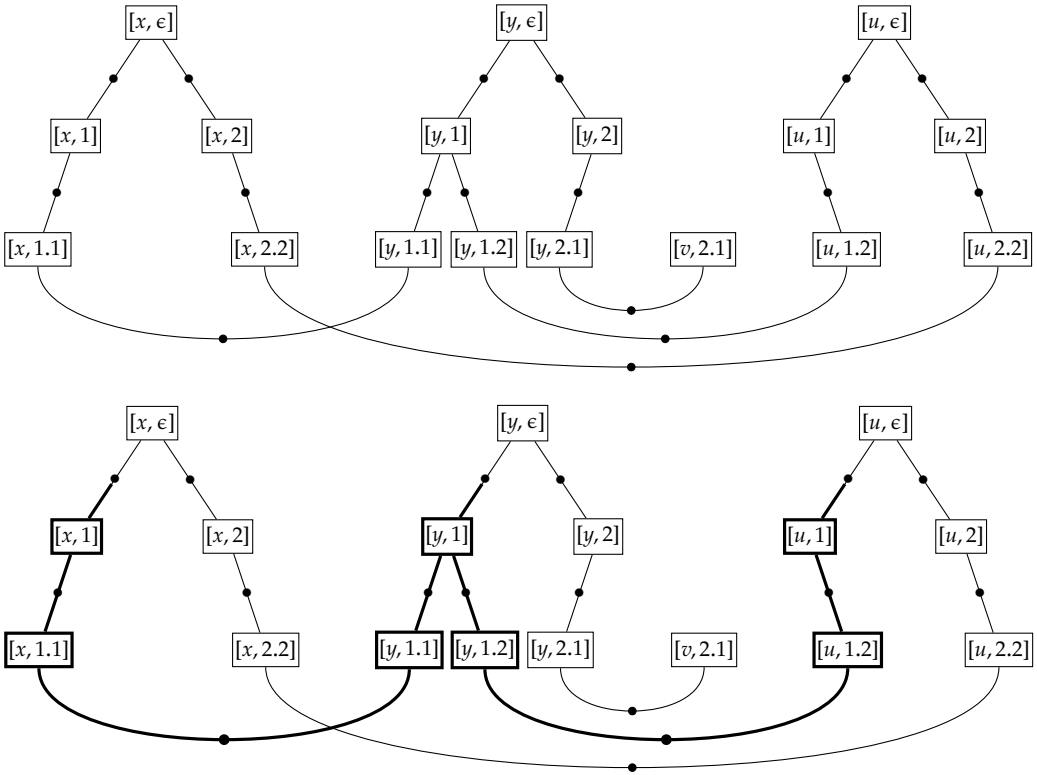 [x, ϵ] [y, ϵ] [u, ϵ]
[x, 1] [x, 2] [y, 1] [y, 2] [u, 1] [u, 2]
[x, 1.1] [x, 2.2] [y, 1.1] [y, 1.2] [y, 2.1] [v, 2.1] [u, 1.2] [u, 2.2]
[x, ϵ] [y, ϵ] [u, ϵ]
[x, 1] [x, 2] [y, 1] [y, 2] [u, 1] [u, 2]
[x, 1.1] [x, 2.2] [y, 1.1] [y, 1.2] [y, 2.1] [v, 2.1] [u, 1.2] [u, 2.2]